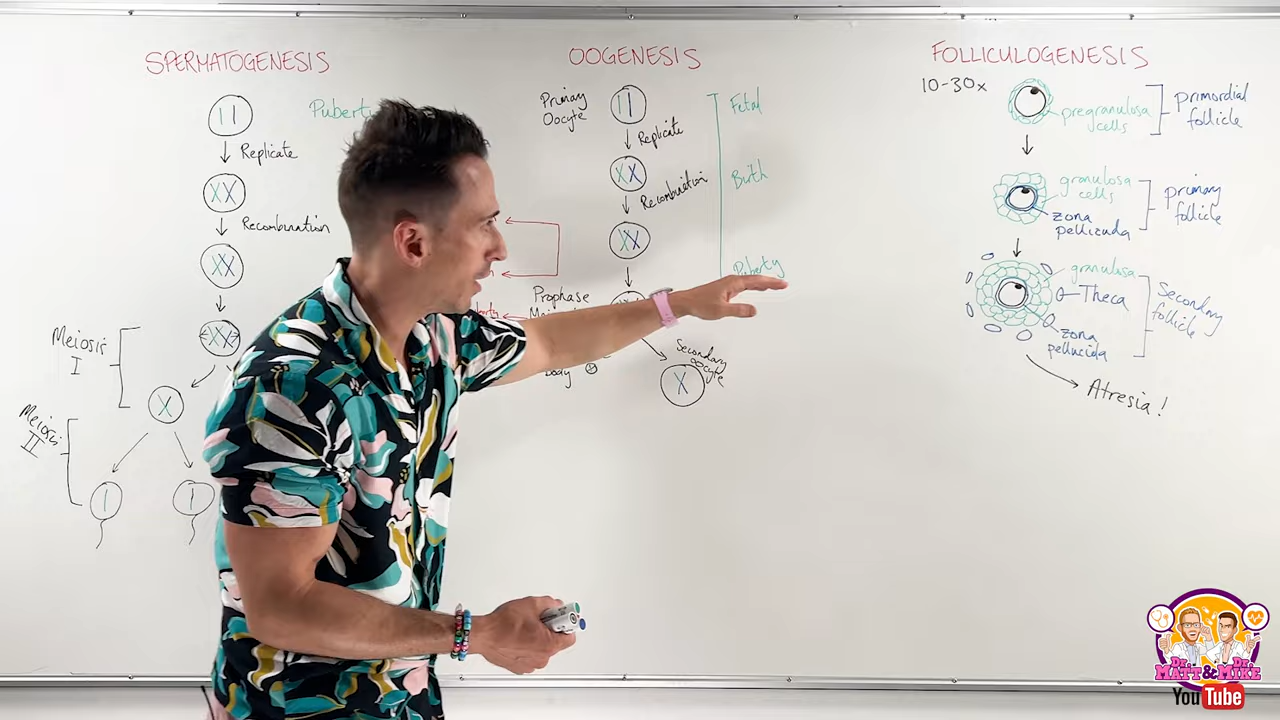 SPERMATOGENESIS
Replicate
Recombination
Meiosis
I
Meiosis
II
OOGENESIS
Primary
Oocyte
Replicate
Recombination
Prophase
body
Secondary
oocyte
Fetal
Birth
Puberty
FOLLICULOGENESIS
10-30x
pregranulosa
cells
primordial
follicle
granulosa
cells
zona
pellucida
primary
follicle
granulosa
Theca
zona
pellucida
Secondary
follicle
Atresia!
DR. MATT & DR. MIKE
YouTube